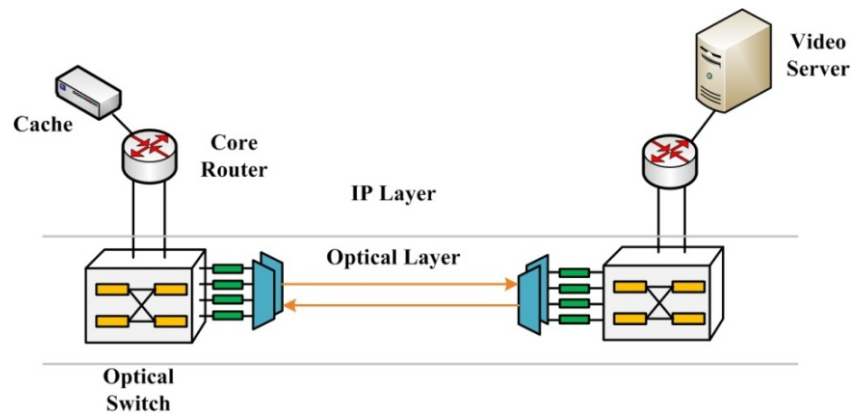 Video
Server
Cache
Core
Router
IP Layer
Optical Layer
Optical
Switch